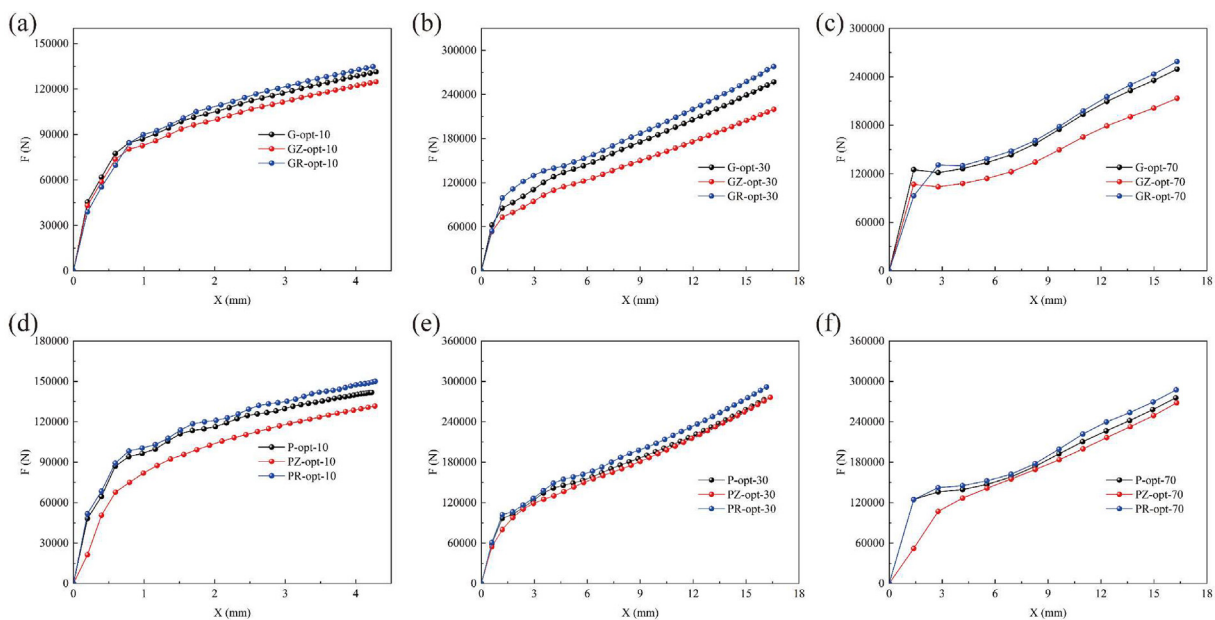 (a)
150000
120000
90000
60000
30000
0
F (N)
G-opt-10
GZ-opt-10
GR-opt-10
0 1 2 3 4
X (mm)
(b)
300000
240000
180000
120000
60000
0
F (N)
G-opt-30
GZ-opt-30
GR-opt-30
0 3 6 9 12 15 18
X (mm)
(c)
300000
240000
180000
120000
60000
0
F (N)
G-opt-70
GZ-opt-70
GR-opt-70
0 3 6 9 12 15 18
X (mm)
(d)
180000
150000
120000
90000
60000
30000
0
F (N)
P-opt-10
PZ-opt-10
PR-opt-10
0 1 2 3 4
X (mm)
(e)
360000
300000
240000
180000
120000
60000
0
F (N)
P-opt-30
PZ-opt-30
PR-opt-30
0 2 4 6 8 10 12 14 16 18
X (mm)
(f)
360000
300000
240000
180000
120000
60000
0
F (N)
P-opt-70
PZ-opt-70
PR-opt-70
0 3 6 9 12 15 18
X (mm)